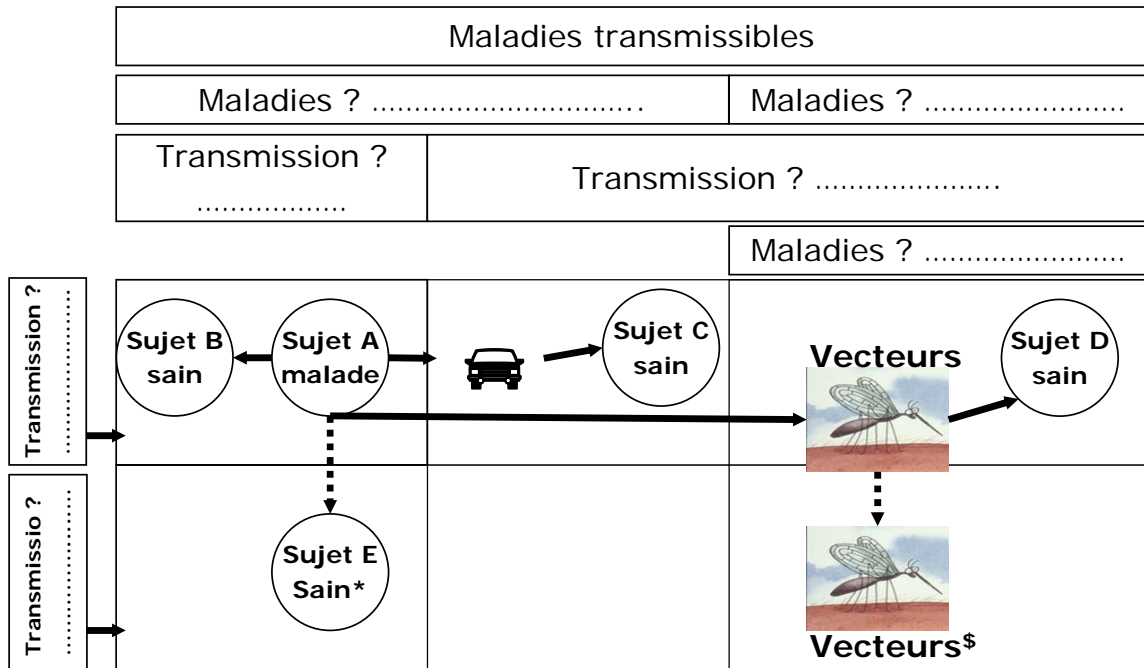 Maladies transmissibles
Maladies ? ………………………….. .
Maladies ? …………………….
Transmission ?
………………
Transmission ? ………………….
Maladies ? …………………….
Transmission ?
………………………
Sujet B
sain
Sujet A
malade
Sujet C
sain
Vecteurs
Sujet D
sain
Transmissio ?
………………………
Sujet E
Sain*
Vecteurs$